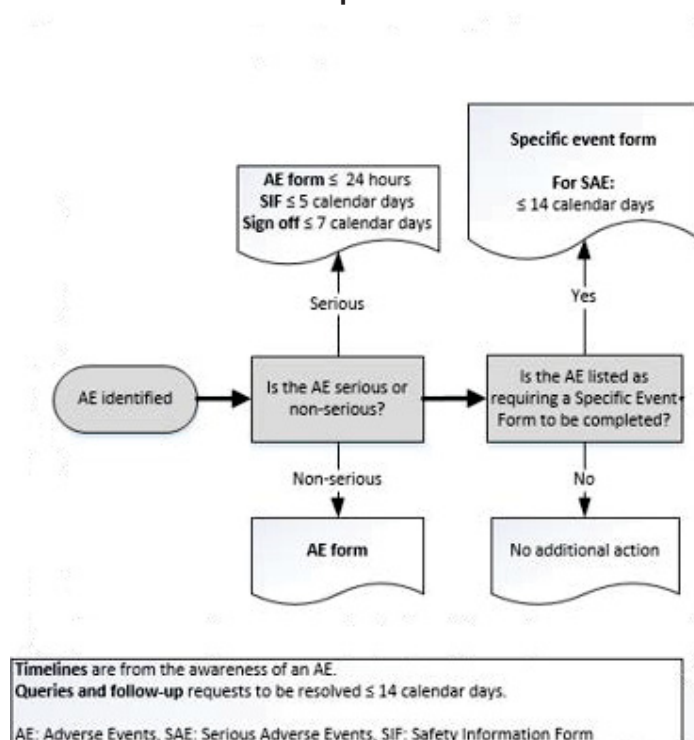 Specific event form
For SAE:
≤ 14 calendar days
AE form ≤ 24 hours
SIF ≤ 5 calendar days
Sign off ≤ 7 calendar days
Serious
Yes
AE identified
Is the AE serious or
non-serious?
Is the AE listed as
requiring a Specific Event
Form to be completed?
Non-serious
No
AE form
No additional action
Timelines are from the awareness of an AE.
Queries and follow-up requests to be resolved ≤ 14 calendar days.
AE: Adverse Events, SAE: Serious Adverse Events, SIF: Safety Information Form